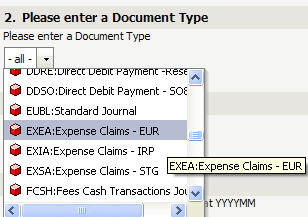 2. Please enter a Document Type
Please enter a Document Type
- all -
DDRE:Direct Debit Payment -Rese
DDSO:Direct Debit Payment - SO8
EUBL:Standard Journal
EXEA:Expense Claims - EUR
EXIA:Expense Claims - IRP
EXEA:Expense Claims - EUR
EXSA:Expense Claims - STG
FCSH:Fees Cash Transactions Jou
at YYYMM